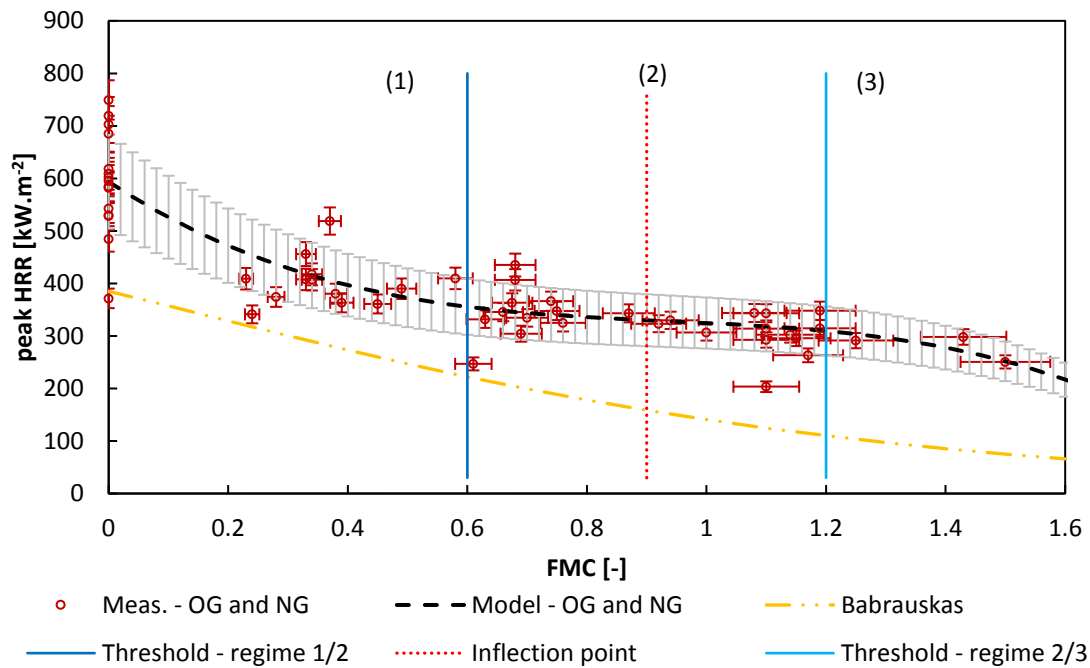 900
800
700
600
500
400
300
200
100
0
peak HRR [kW.m-2]
(1)
(2)
(3)
0 0.2 0.4 0.6 0.8 1 1.2 1.4 1.6
FMC [-]
Meas. - OG and NG Model - OG and NG Babrauskas
Threshold - regime 1/2 Inflection point Threshold - regime 2/3